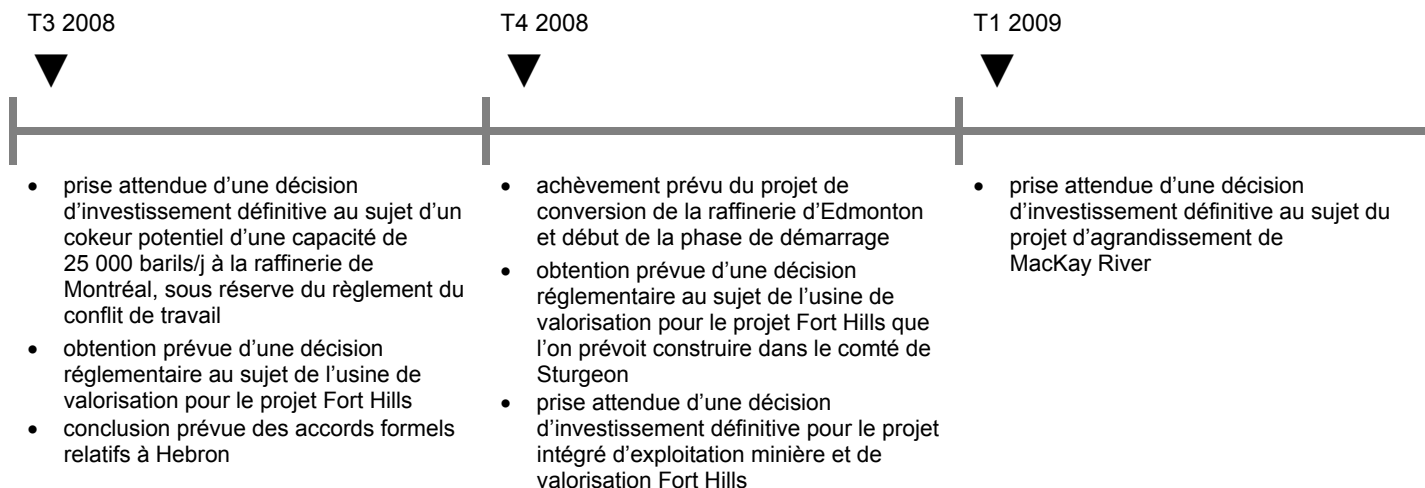 T3 2008
T4 2008
T1 2009
• prise attendue d’une décision
d’investissement définitive au sujet d’un
cokeur potentiel d’une capacité de
25 000 barils/j à la raffinerie de
Montréal, sous réserve du règlement du
conflit de travail
• obtention prévue d’une décision
réglementaire au sujet de l’usine de
valorisation pour le projet Fort Hills
• conclusion prévue des accords formels
relatifs à Hebron
• achèvement prévu du projet de
conversion de la raffinerie d’Edmonton
et début de la phase de démarrage
• obtention prévue d’une décision
réglementaire au sujet de l’usine de
valorisation pour le projet Fort Hills que
l’on prévoit construire dans le comté de
Sturgeon
• prise attendue d’une décision
d’investissement définitive pour le projet
intégré d’exploitation minière et de
valorisation Fort Hills
• prise attendue d’une décision
d’investissement définitive au sujet du
projet d’agrandissement de
MacKay River